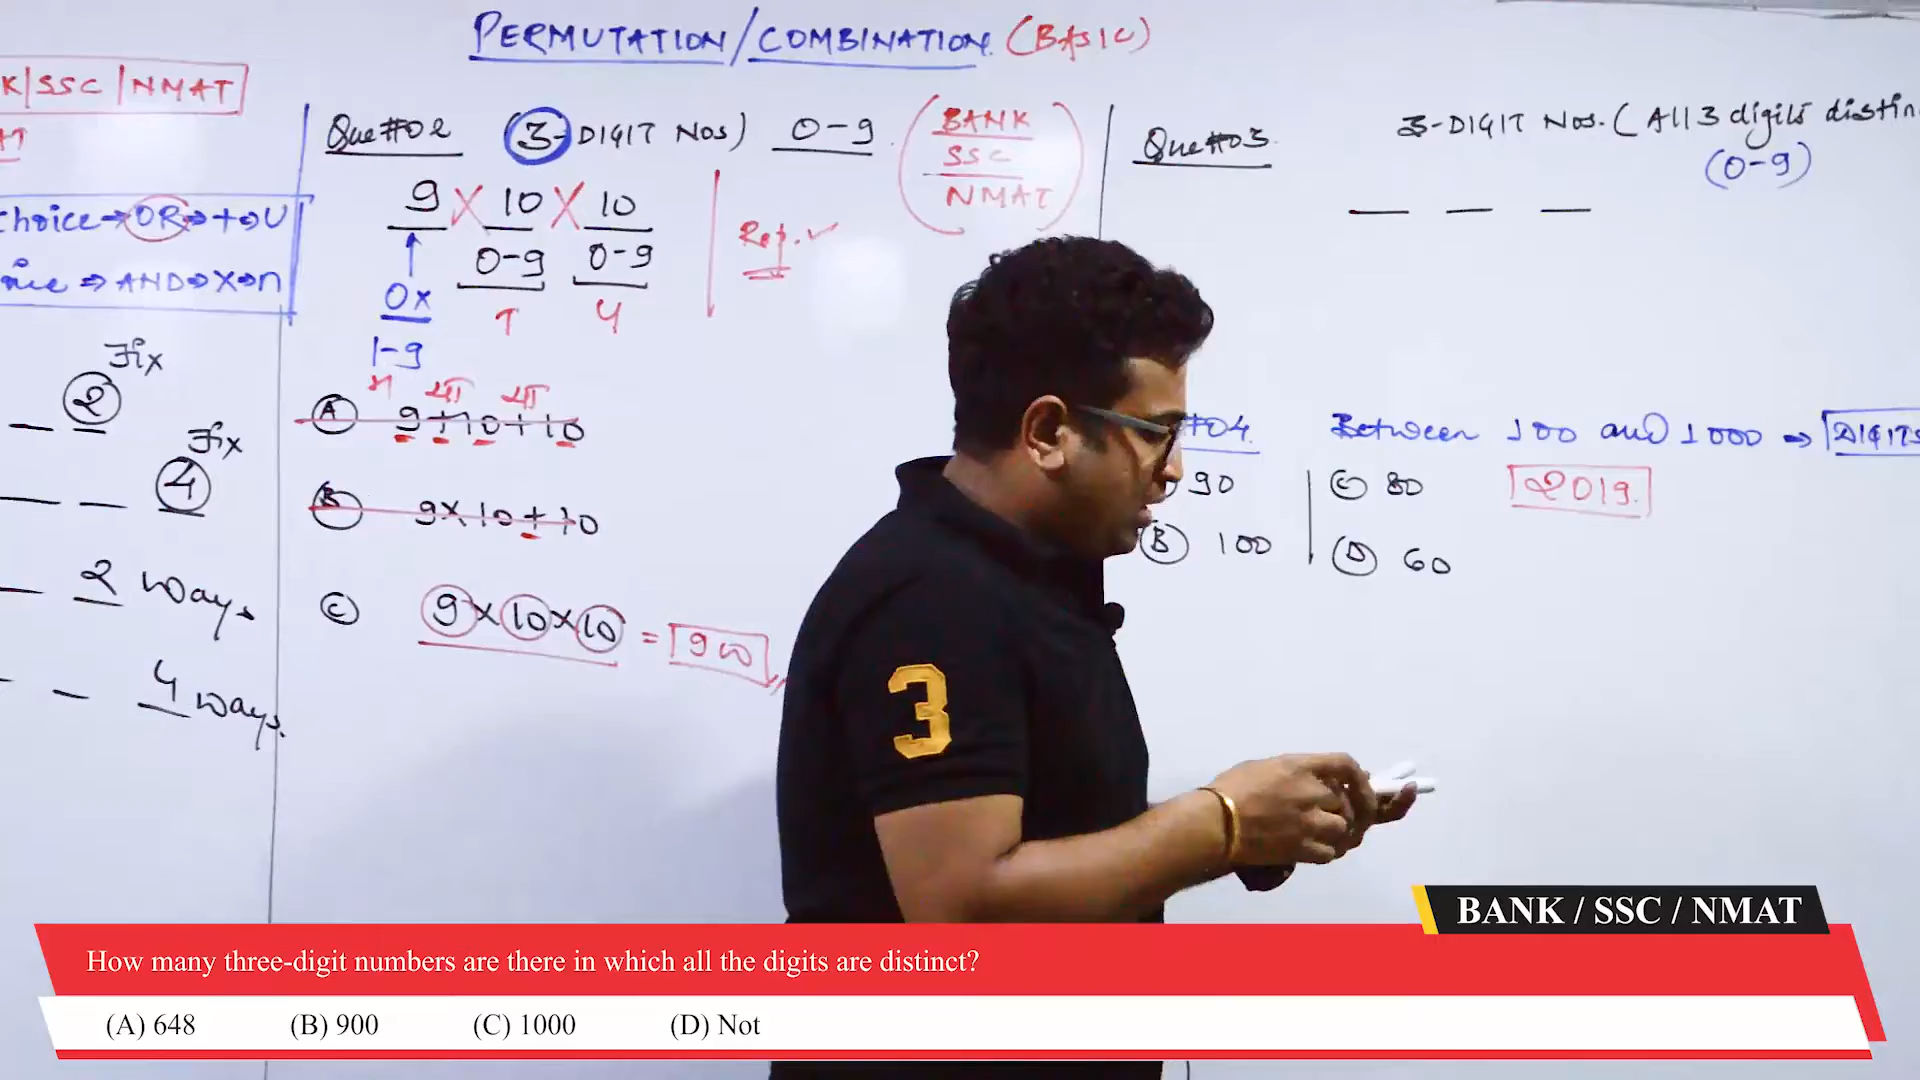 PERMUTATION/COMBINATION (BASIC)
K|SSC|NMAT
AT
choice → OR → + → U
⇒ AND → X → n
Fix
2
Fix
4
2 ways
4 ways.
Que#02 (3-DIGIT Nos) 0-9
BANK
SSC
NMAT
9 X 10 X 10
0-9 0-9
Rep. ✓
0x
1-9
या या
A 9+10+10
B 9x10+10
C 9x10x10 = 900
Que#03. 3-DIGIT Nos. (All 3 digits distin
(0-9)
#04. Between 100 and 1000 ⇒ DIGITS
90 C 80 2019.
B 100 D 60
3
BANK / SSC / NMAT
How many three-digit numbers are there in which all the digits are distinct?
(A) 648 (B) 900 (C) 1000 (D) Not